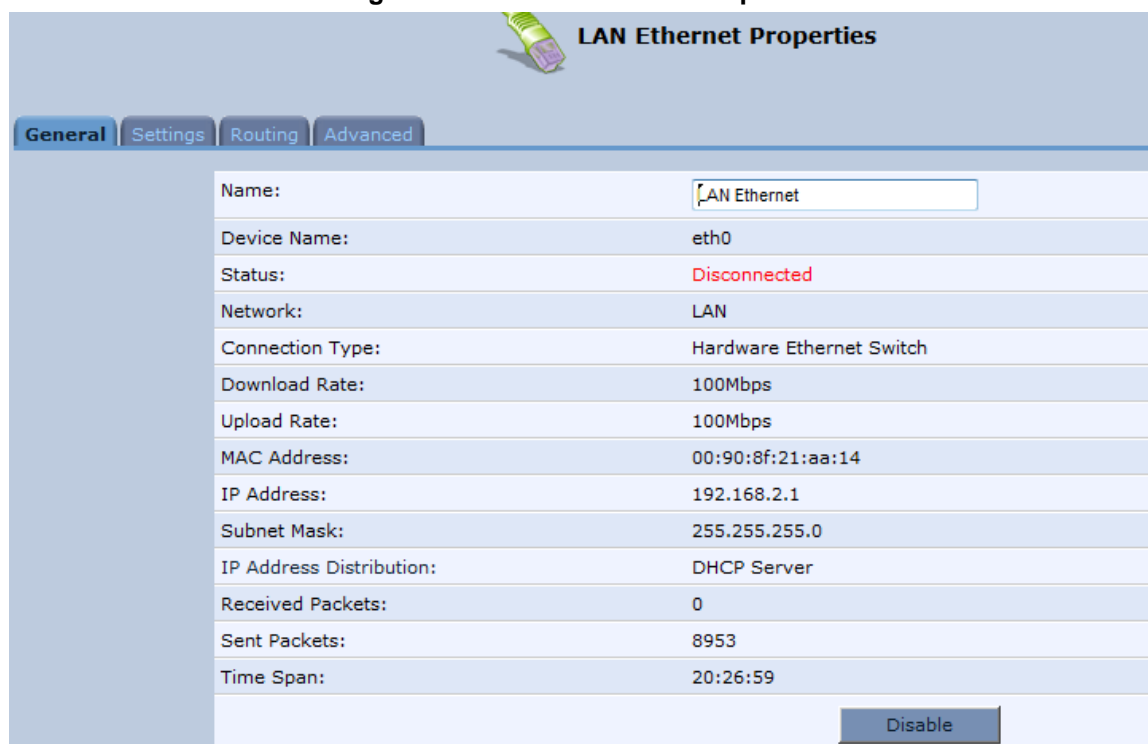 LAN Ethernet Properties
General Settings Routing Advanced
Name: LAN Ethernet
Device Name: eth0
Status: Disconnected
Network: LAN
Connection Type: Hardware Ethernet Switch
Download Rate: 100Mbps
Upload Rate: 100Mbps
MAC Address: 00:90:8f:21:aa:14
IP Address: 192.168.2.1
Subnet Mask: 255.255.255.0
IP Address Distribution: DHCP Server
Received Packets: 0
Sent Packets: 8953
Time Span: 20:26:59
Disable